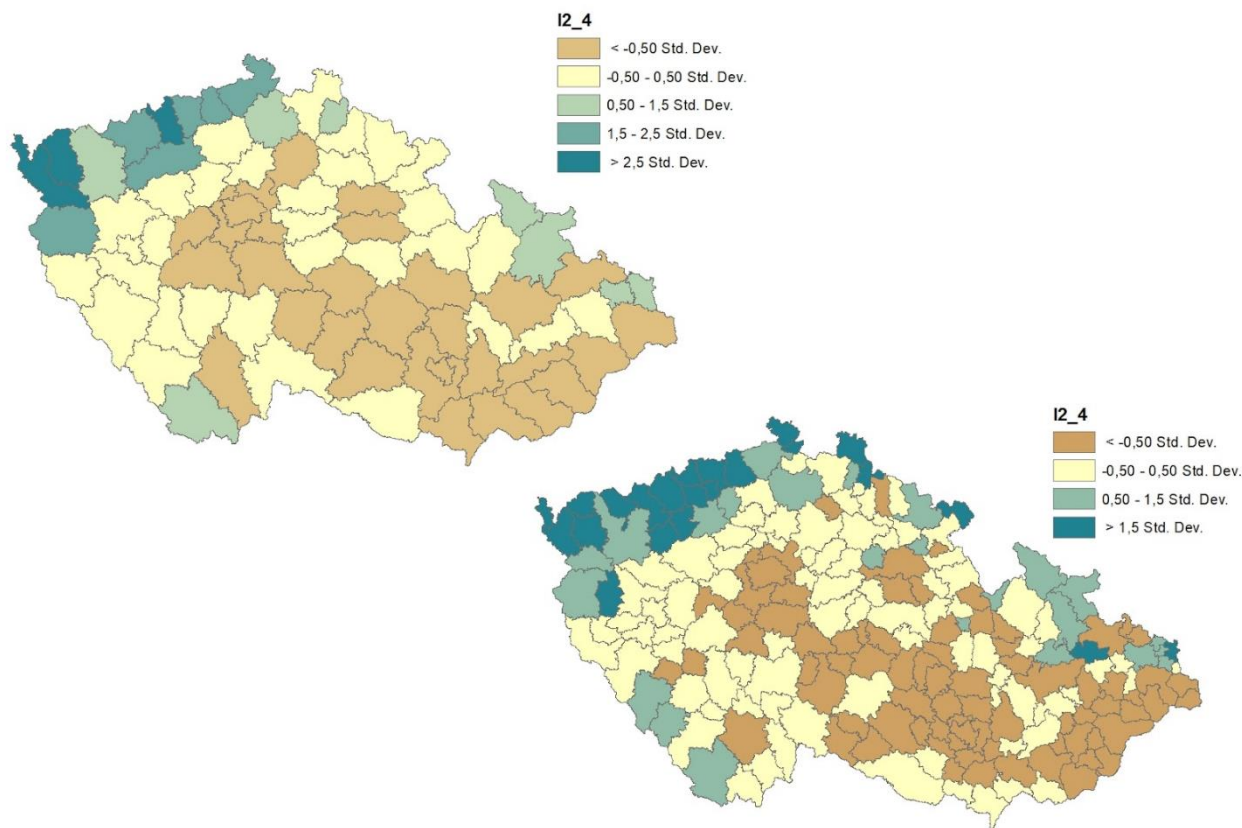 I2_4
< -0,50 Std. Dev.
-0,50 - 0,50 Std. Dev.
0,50 - 1,5 Std. Dev.
1,5 - 2,5 Std. Dev.
> 2,5 Std. Dev.
I2_4
< -0,50 Std. Dev.
-0,50 - 0,50 Std. Dev.
0,50 - 1,5 Std. Dev.
> 1,5 Std. Dev.